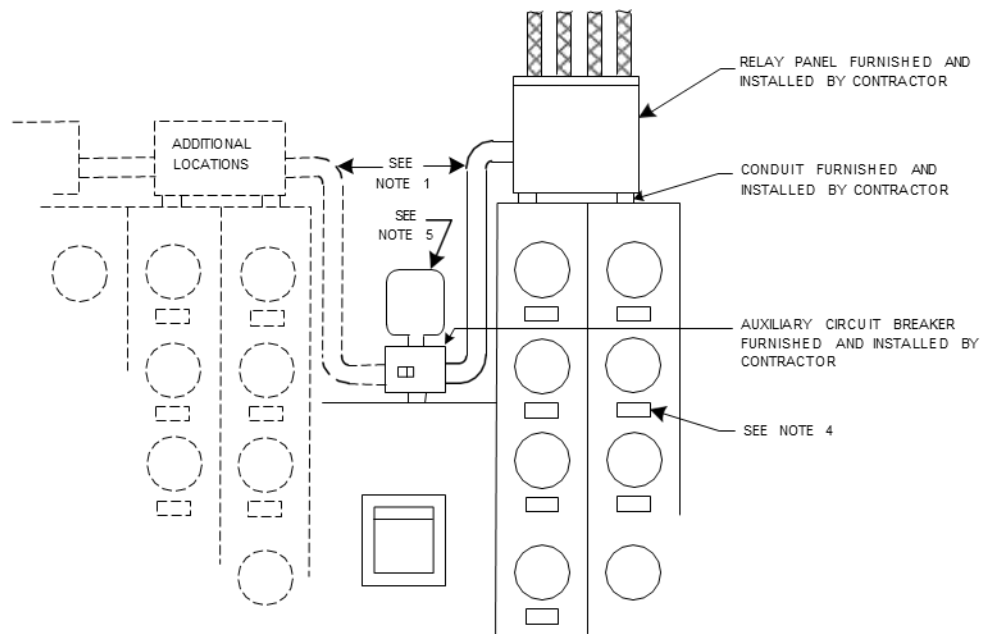 RELAY PANEL FURNISHED AND
INSTALLED BY CONTRACTOR
ADDITIONAL
LOCATIONS
SEE
NOTE 1
CONDUIT FURNISHED AND
INSTALLED BY CONTRACTOR
SEE
NOTE 5
AUXILIARY CIRCUIT BREAKER
FURNISHED AND INSTALLED BY
CONTRACTOR
SEE NOTE 4